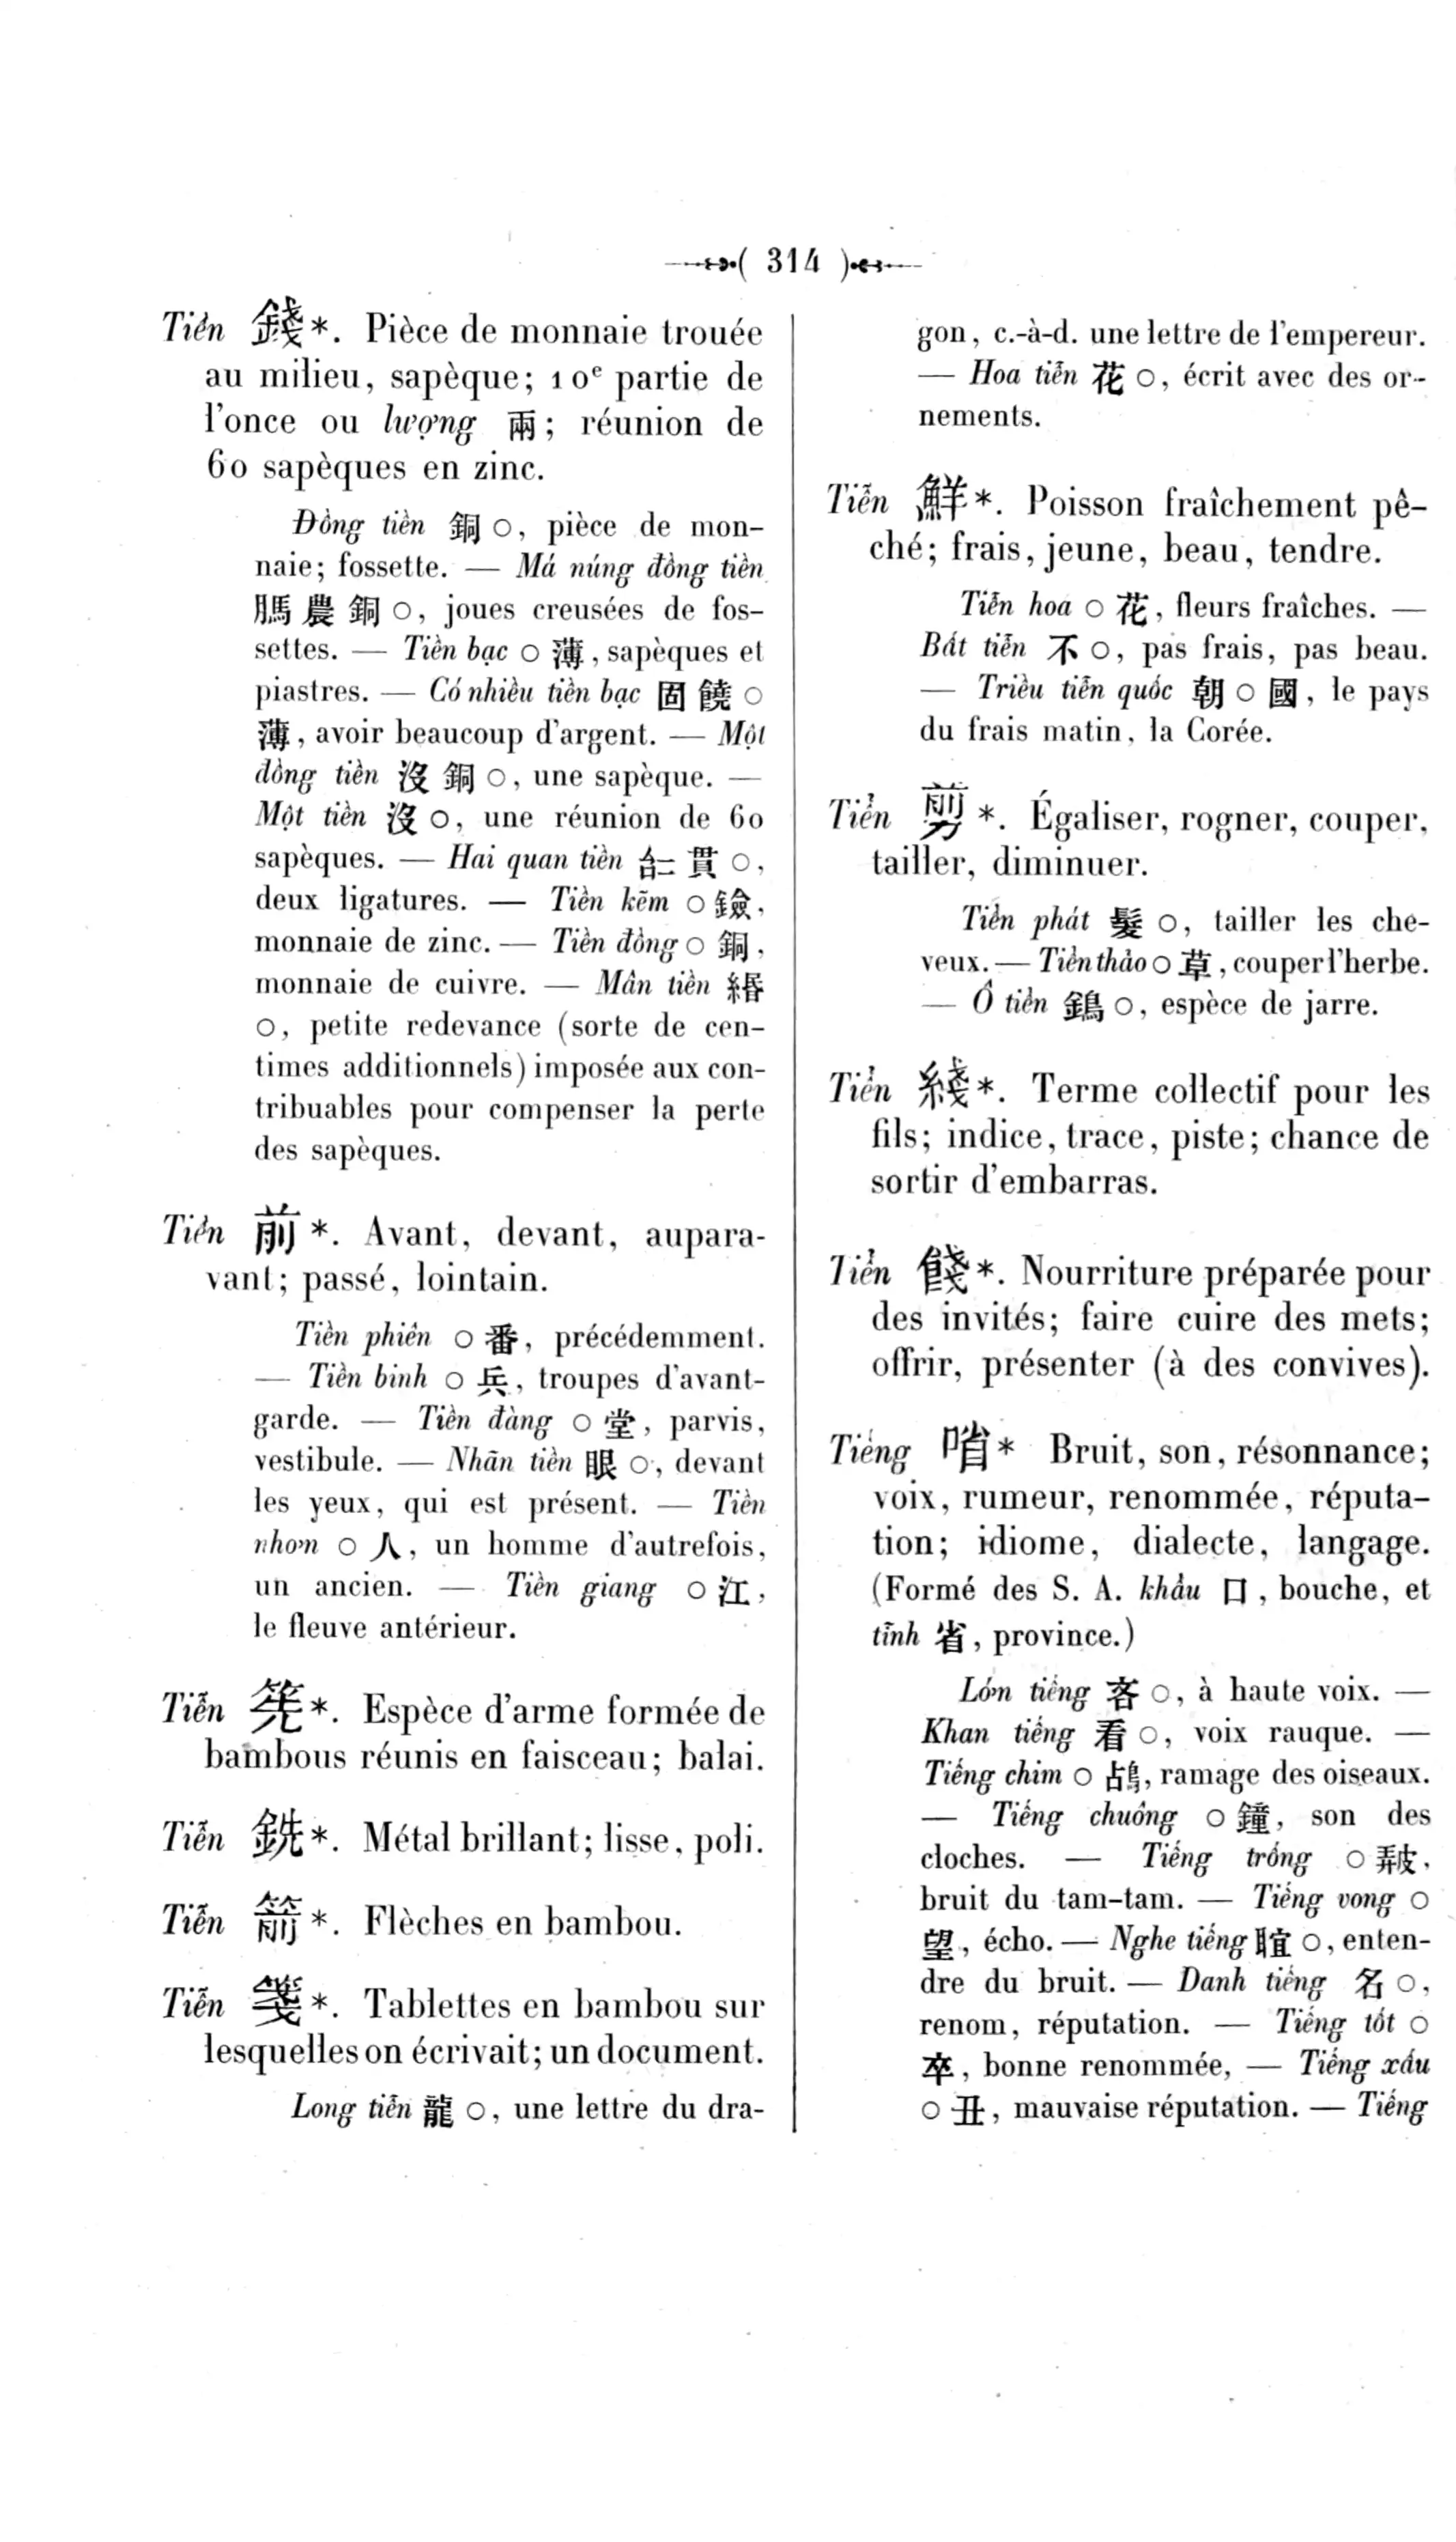 ( 314 )
Tiền 錢*. Pièce de monnaie trouée
au milieu, sapèque; 10e partie de
l'once ou lượng 兩; réunion de
60 sapèques en zinc.
Đồng tiền 銅○, pièce de mon-
naie; fossette. — Má núng đồng tiền
䐁農銅○, joues creusées de fos-
settes. — Tiền bạc ○薄, sapèques et
piastres. — Có nhiều tiền bạc 固饒○
薄, avoir beaucoup d'argent. — Một
đồng tiền 沒銅○, une sapèque. —
Một tiền 沒○, une réunion de 60
sapèques. — Hai quan tiền 𠄩貫○,
deux ligatures. — Tiền kẽm ○鐱,
monnaie de zinc. — Tiền đồng ○銅,
monnaie de cuivre. — Mân tiền 緡
○, petite redevance (sorte de cen-
times additionnels) imposée aux con-
tribuables pour compenser la perte
des sapèques.
Tiền 前*. Avant, devant, aupara-
vant; passé, lointain.
Tiền phiên ○番, précédemment.
— Tiền binh ○兵, troupes d'avant-
garde. — Tiền đàng ○堂, parvis,
vestibule. — Nhãn tiền 眼○, devant
les yeux, qui est présent. — Tiền
nhơn ○人, un homme d'autrefois,
un ancien. — Tiền giang ○江,
le fleuve antérieur.
Tiễn 筅*. Espèce d'arme formée de
bambous réunis en faisceau; balai.
Tiễn 銑*. Métal brillant; lisse, poli.
Tiễn 箭*. Flèches en bambou.
Tiễn 箋*. Tablettes en bambou sur
lesquelles on écrivait; un document.
Long tiễn 龍○, une lettre du dra-
gon, c.-à-d. une lettre de l'empereur.
— Hoa tiễn 花○, écrit avec des or-
nements.
Tiễn 鮮*. Poisson fraîchement pê-
ché; frais, jeune, beau, tendre.
Tiễn hoa ○花, fleurs fraîches. —
Bất tiễn 不○, pas frais, pas beau.
— Triều tiễn quốc 朝○國, le pays
du frais matin, la Corée.
Tiển 剪*. Égaliser, rogner, couper,
tailler, diminuer.
Tiển phát 髮○, tailler les che-
veux. — Tiển thảo ○草, couper l'herbe.
— Ô tiển 鎢○, espèce de jarre.
Tiển 綫*. Terme collectif pour les
fils; indice, trace, piste; chance de
sortir d'embarras.
Tiển 餞*. Nourriture préparée pour
des invités; faire cuire des mets;
offrir, présenter (à des convives).
Tiếng 㗂* Bruit, son, résonnance;
voix, rumeur, renommée, réputa-
tion; idiome, dialecte, langage.
(Formé des S. A. khẩu 口, bouche, et
tĩnh 省, province.)
Lớn tiếng 吝○, à haute voix. —
Khan tiếng 看○, voix rauque. —
Tiếng chim ○鴣, ramage des oiseaux.
— Tiếng chuông ○鐘, son des
cloches. — Tiếng trống ○𤿰,
bruit du tam-tam. — Tiếng vong ○
望, écho. — Nghe tiếng 䀬○, enten-
dre du bruit. — Danh tiếng 名○,
renom, réputation. — Tiếng tốt ○
卒, bonne renommée, — Tiếng xấu
○丑, mauvaise réputation. — Tiếng